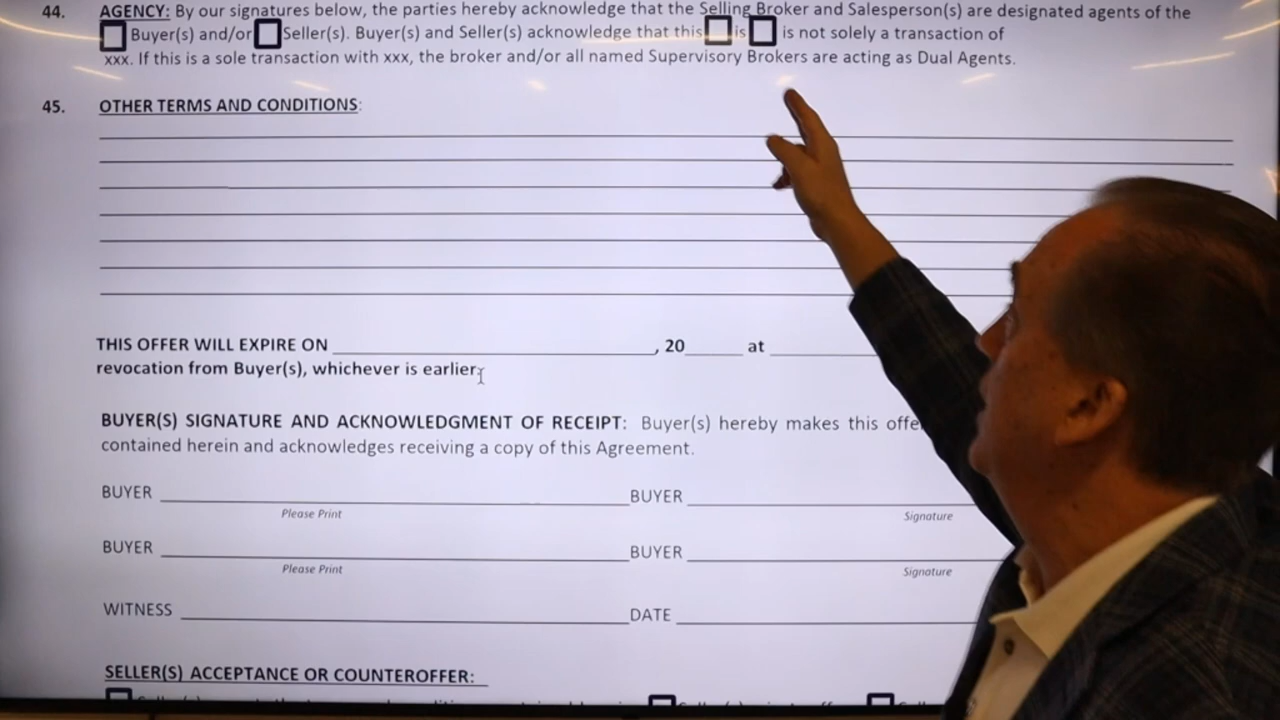 44. AGENCY: By our signatures below, the parties hereby acknowledge that the Selling Broker and Salesperson(s) are designated agents of the
Buyer(s) and/or Seller(s). Buyer(s) and Seller(s) acknowledge that this is is not solely a transaction of
xxx. If this is a sole transaction with xxx, the broker and/or all named Supervisory Brokers are acting as Dual Agents.
45. OTHER TERMS AND CONDITIONS:
THIS OFFER WILL EXPIRE ON , 20 at
revocation from Buyer(s), whichever is earlier.
BUYER(S) SIGNATURE AND ACKNOWLEDGMENT OF RECEIPT: Buyer(s) hereby makes this
contained herein and acknowledges receiving a copy of this Agreement.
BUYER BUYER
Please Print Signature
BUYER BUYER
Please Print Signature
WITNESS DATE
SELLER(S) ACCEPTANCE OR COUNTEROFFER: